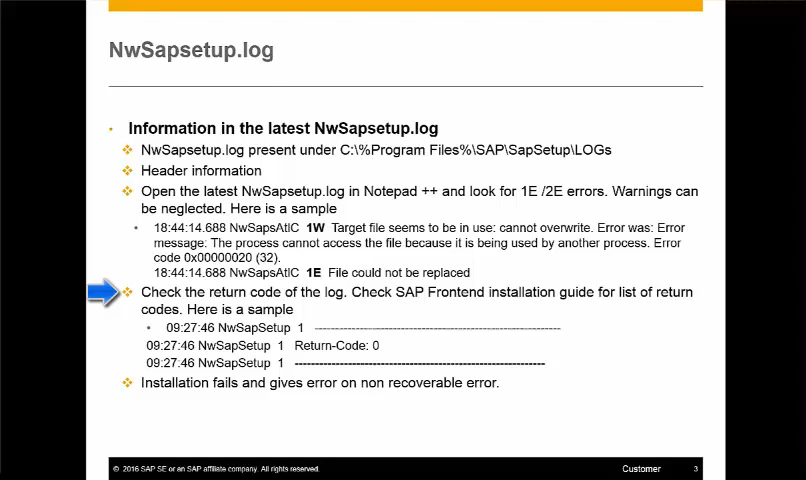 NwSapsetup.log
• Information in the latest NwSapsetup.log
❖ NwSapsetup.log present under C:\%Program Files%\SAP\SapSetup\LOGs
❖ Header information
❖ Open the latest NwSapsetup.log in Notepad ++ and look for 1E /2E errors. Warnings can
be neglected. Here is a sample
• 18:44:14.688 NwSapsAtlC 1W Target file seems to be in use: cannot overwrite. Error was: Error
message: The process cannot access the file because it is being used by another process. Error
code 0x00000020 (32).
18:44:14.688 NwSapsAtlC 1E File could not be replaced
❖ Check the return code of the log. Check SAP Frontend installation guide for list of return
codes. Here is a sample
• 09:27:46 NwSapSetup 1 ------------------------------------------------------------
09:27:46 NwSapSetup 1 Return-Code: 0
09:27:46 NwSapSetup 1 ------------------------------------------------------------
❖ Installation fails and gives error on non recoverable error.
© 2016 SAP SE or an SAP affiliate company. All rights reserved. Customer 3